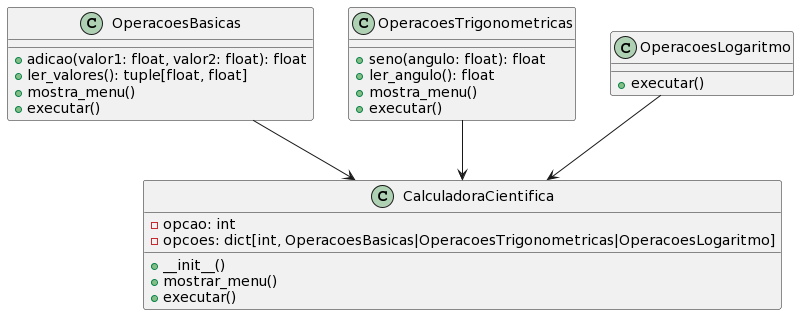 C OperacoesBasicas
+ adicao(valor1: float, valor2: float): float
ler_valores(): tuple[float, float]
mostra_menu()
executar()
C OperacoesTrigonometricas
seno(angulo: float): float
ler_angulo(): float
mostra_menu()
executar()
C OperacoesLogaritmo
executar()
C CalculadoraCientifica
opcao: int
opcoes: dict[int, OperacoesBasicas|OperacoesTrigonometricas|OperacoesLogaritmo]
__init__()
mostrar_menu()
executar()